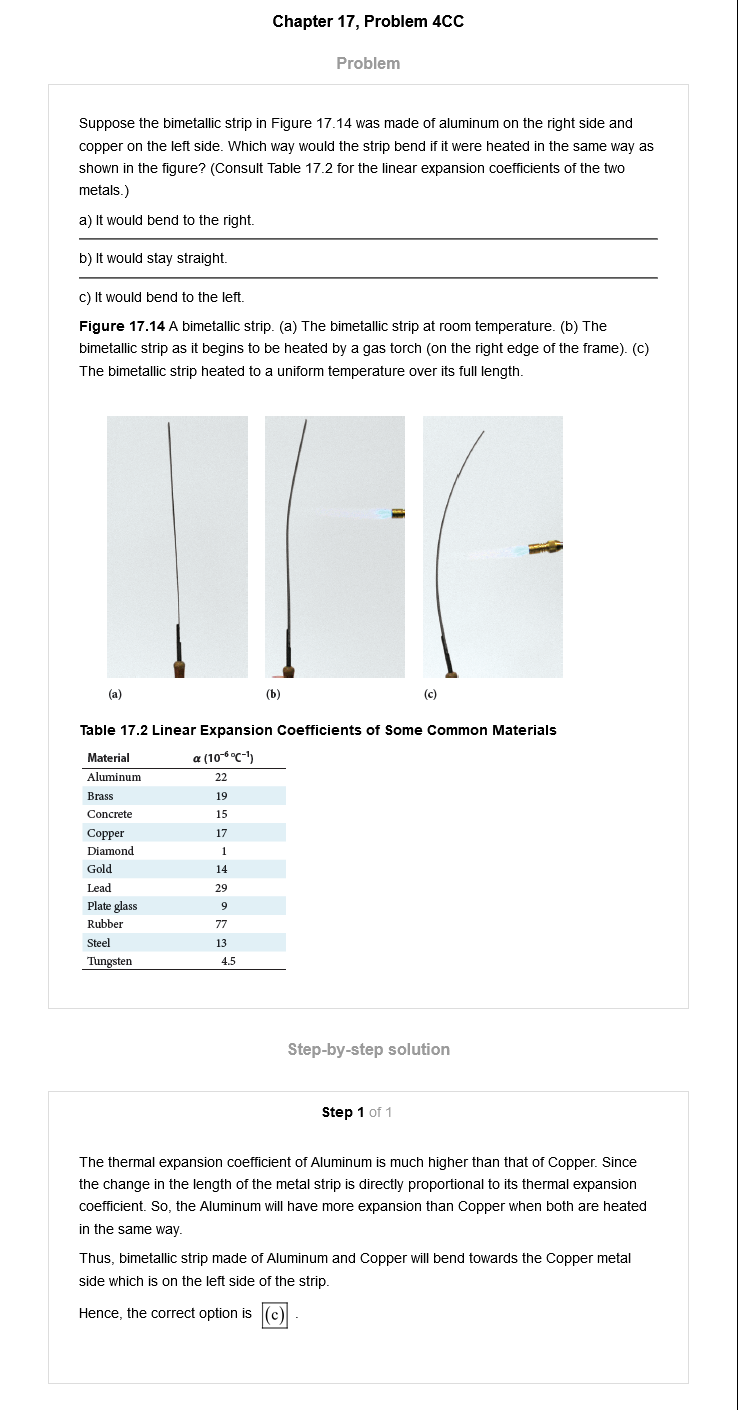 Chapter 17, Problem 4CC
Problem
Suppose the bimetallic strip in Figure 17.14 was made of aluminum on the right side and
copper on the left side. Which way would the strip bend if it were heated in the same way as
shown in the figure? (Consult Table 17.2 for the linear expansion coefficients of the two
metals.)
a) It would bend to the right.
b) It would stay straight.
c) It would bend to the left.
Figure 17.14 A bimetallic strip. (a) The bimetallic strip at room temperature. (b) The
bimetallic strip as it begins to be heated by a gas torch (on the right edge of the frame). (c)
The bimetallic strip heated to a uniform temperature over its full length.
(a) (b) (c)
Table 17.2 Linear Expansion Coefficients of Some Common Materials
Material α (10⁻⁶ °C⁻¹)
Aluminum 22
Brass 19
Concrete 15
Copper 17
Diamond 1
Gold 14
Lead 29
Plate glass 9
Rubber 77
Steel 13
Tungsten 4.5
Step-by-step solution
Step 1 of 1
The thermal expansion coefficient of Aluminum is much higher than that of Copper. Since
the change in the length of the metal strip is directly proportional to its thermal expansion
coefficient. So, the Aluminum will have more expansion than Copper when both are heated
in the same way.
Thus, bimetallic strip made of Aluminum and Copper will bend towards the Copper metal
side which is on the left side of the strip.
Hence, the correct option is (c) .